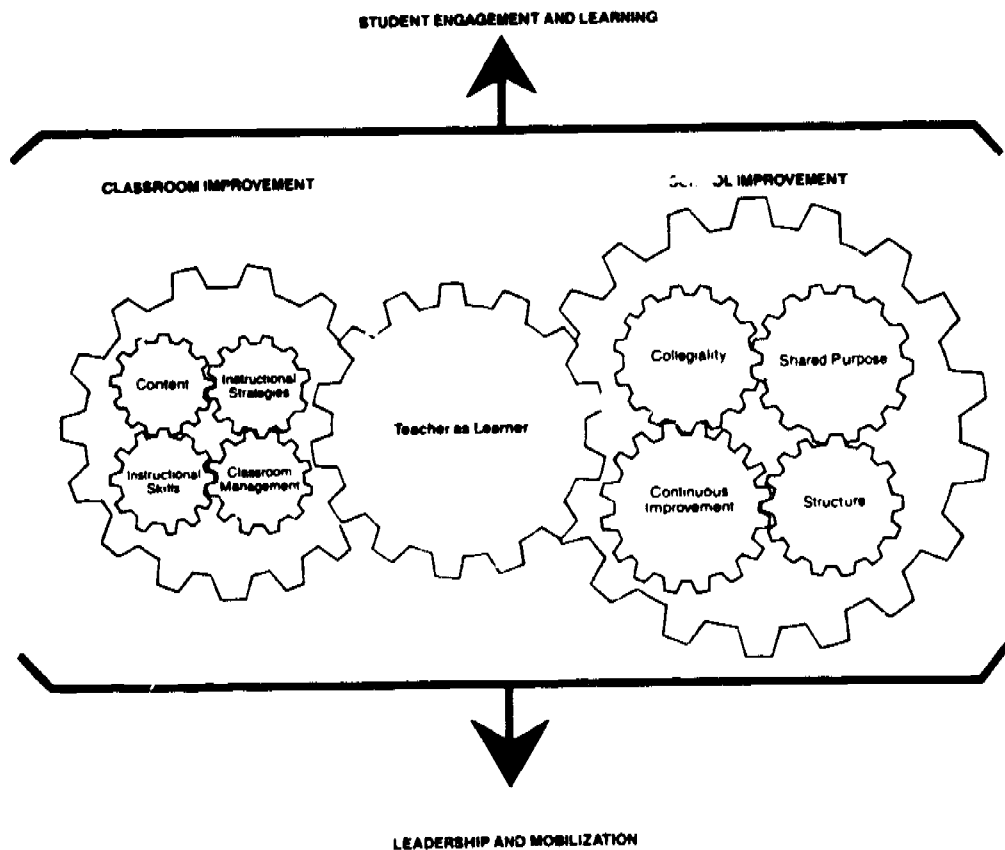 STUDENT ENGAGEMENT AND LEARNING
CLASSROOM IMPROVEMENT
IMPROVEMENT
Content
Instructional
Strategies
Instructional
Skills
Classroom
Management
Teacher as Learner
Collegiality
Shared Purpose
Continuous
Improvement
Structure
LEADERSHIP AND MOBILIZATION